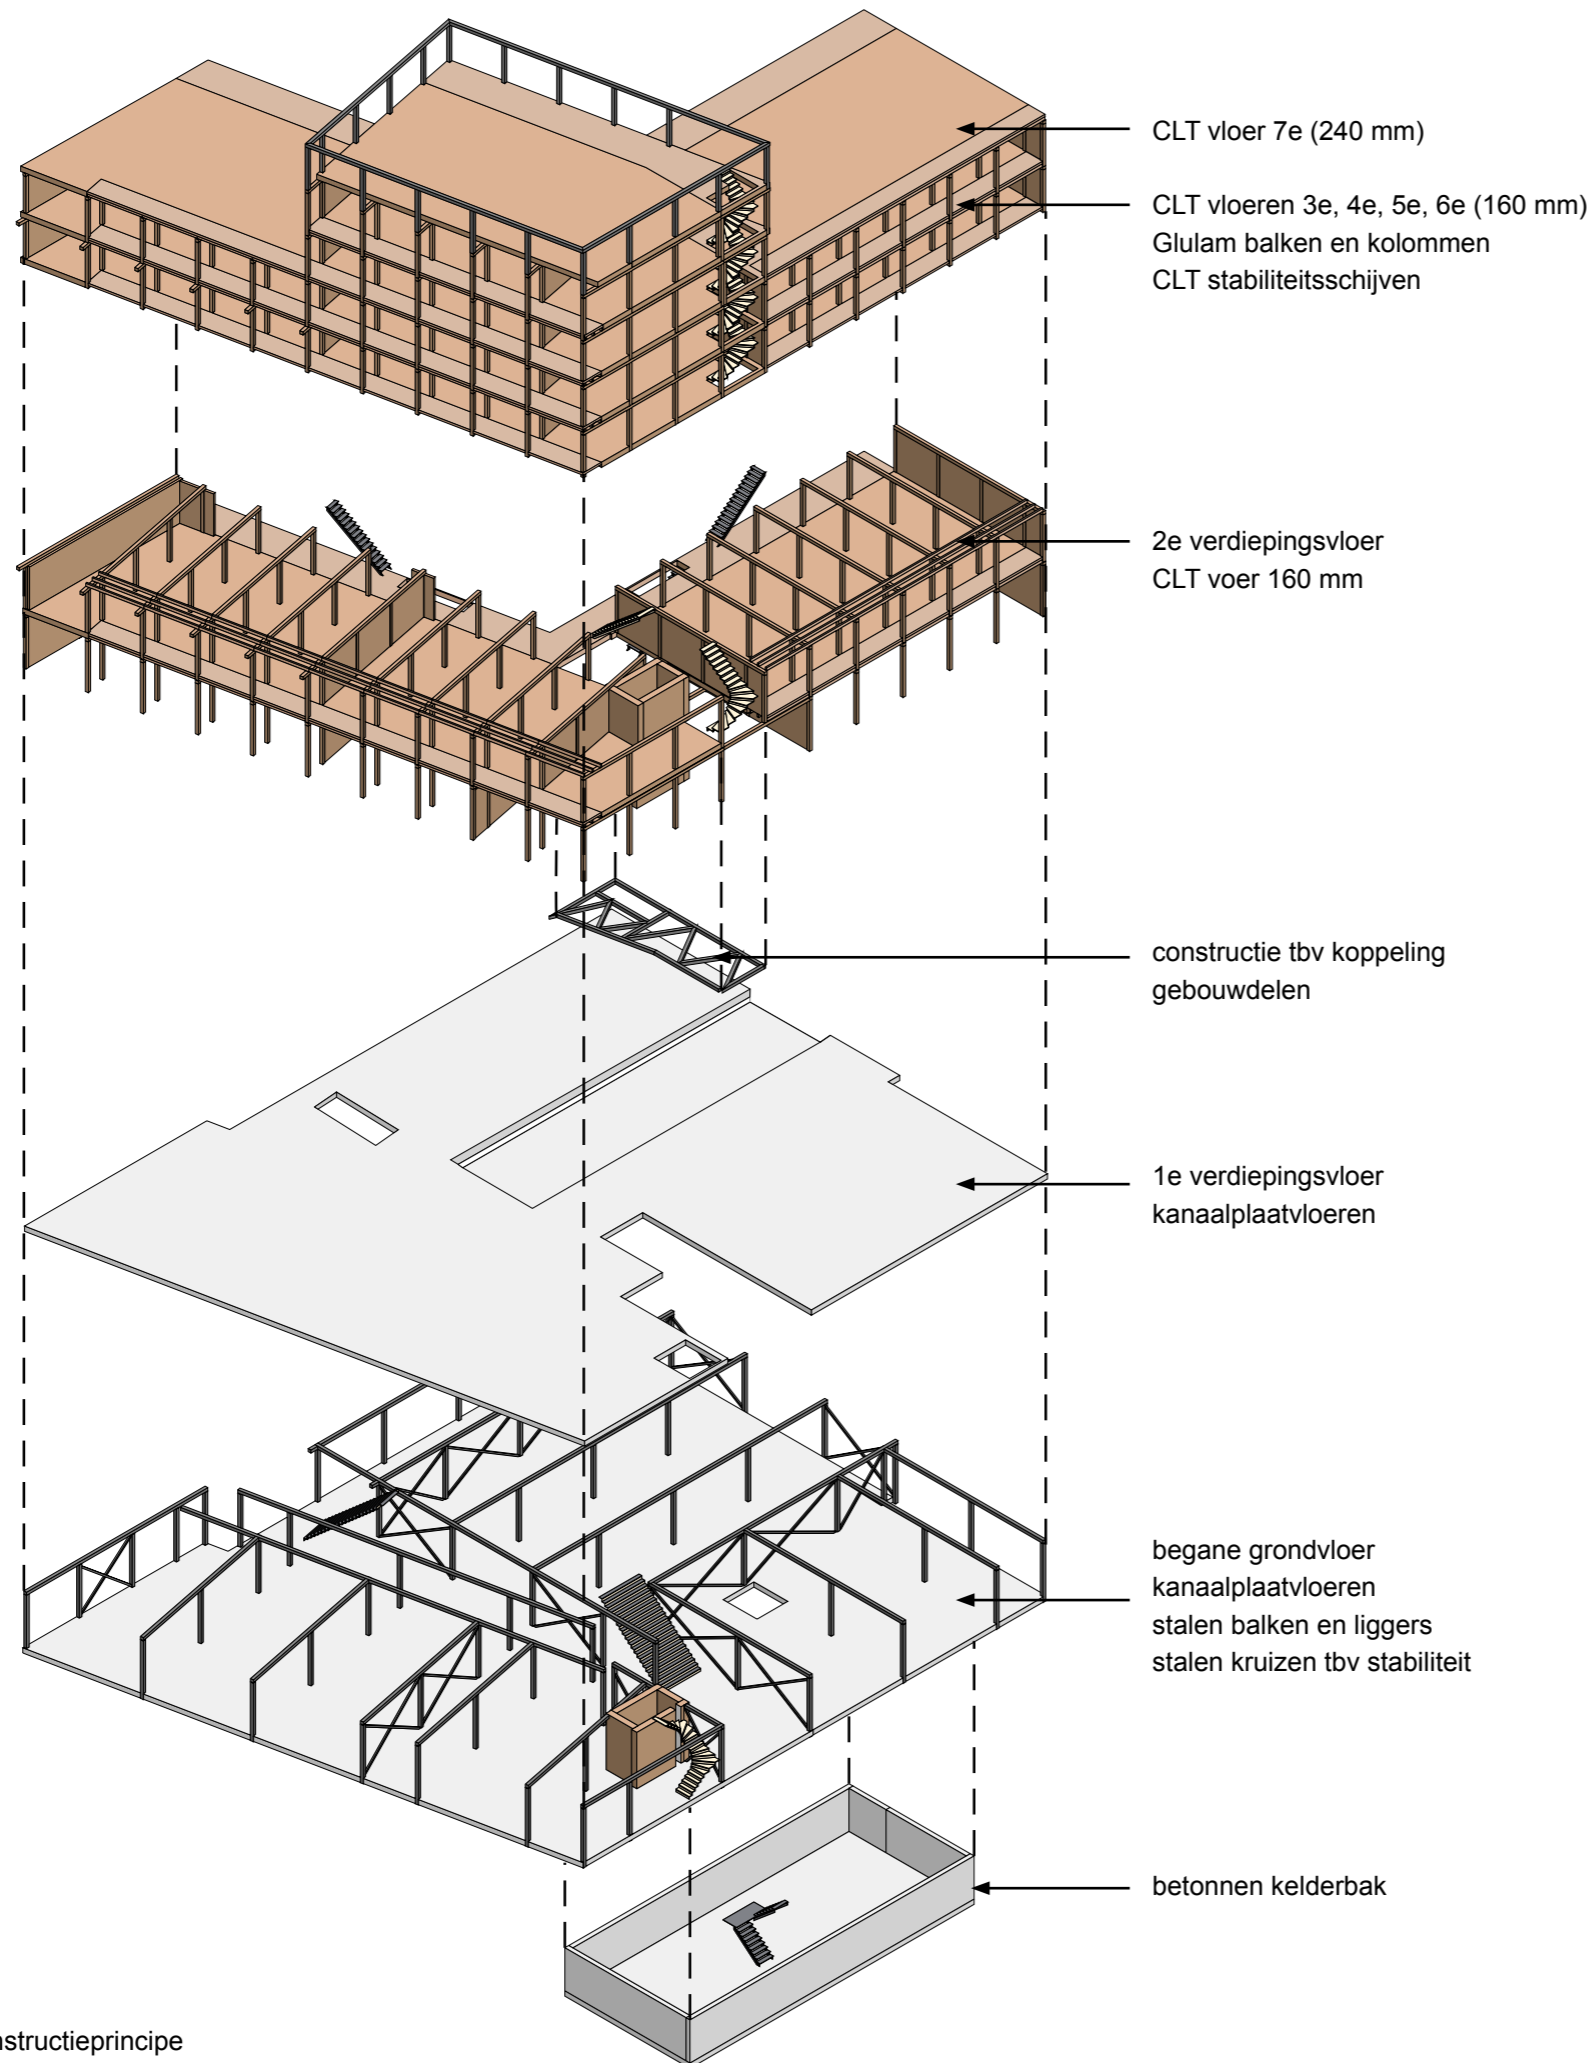 CLT vloer 7e (240 mm)
CLT vloeren 3e, 4e, 5e, 6e (160 mm)
Glulam balken en kolommen
CLT stabiliteitsschijven
2e verdiepingsvloer
CLT voer 160 mm
constructie tbv koppeling
gebouwdelen
1e verdiepingsvloer
kanaalplaatvloeren
begane grondvloer
kanaalplaatvloeren
stalen balken en liggers
stalen kruizen tbv stabiliteit
betonnen kelderbak
nstructieprincipe